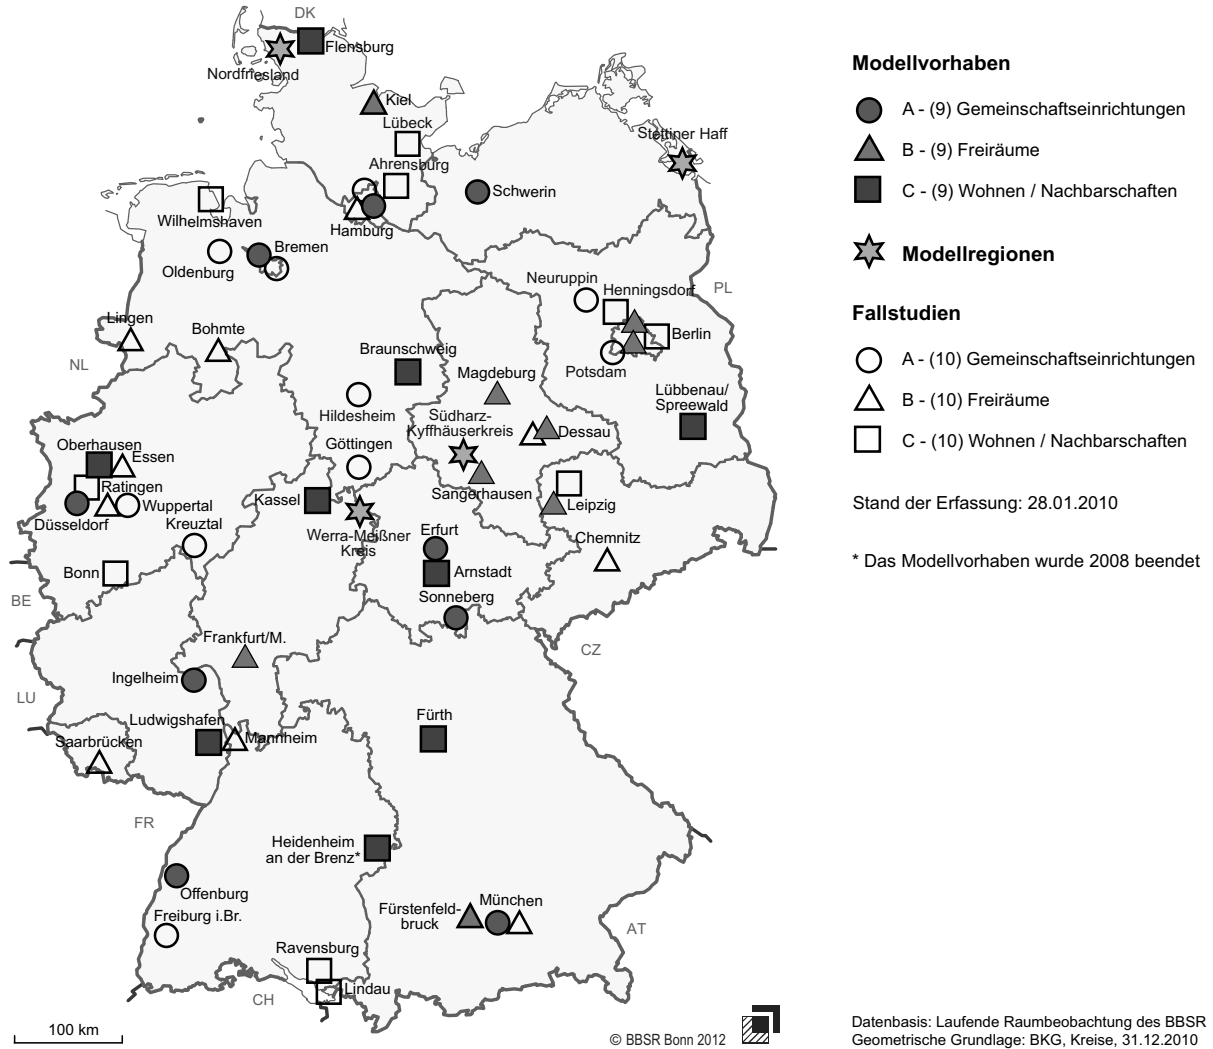 DK
Flensburg
Nordfriesland
Kiel
Lübeck
Stettiner Haff
Ahrensburg
Schwerin
Wilhelmshaven
Hamburg
Bremen
Oldenburg
Neuruppin
Henningsdorf
PL
Lingen
Bohmte
Berlin
NL
Braunschweig
Potsdam
Magdeburg
Lübbenau/
Spreewald
Hildesheim
Südharz-
Kyffhäuserkreis
Dessau
Oberhausen
Göttingen
Essen
Ratingen
Sangerhausen
Kassel
Wuppertal
Leipzig
Düsseldorf
Kreuztal
Werra-Meißner
Kreis
Erfurt
Chemnitz
Bonn
Arnstadt
BE
Sonneberg
Frankfurt/M.
CZ
Ingelheim
LU
Ludwigshafen
Fürth
Saarbrücken
Mannheim
FR
Heidenheim
an der Brenz*
Offenburg
Freiburg i.Br.
Fürstenfeld-
bruck
München
AT
Ravensburg
Lindau
CH
100 km
© BBSR Bonn 2012
Modellvorhaben
A - (9) Gemeinschaftseinrichtungen
B - (9) Freiräume
C - (9) Wohnen / Nachbarschaften
Modellregionen
Fallstudien
A - (10) Gemeinschaftseinrichtungen
B - (10) Freiräume
C - (10) Wohnen / Nachbarschaften
Stand der Erfassung: 28.01.2010
* Das Modellvorhaben wurde 2008 beendet
Datenbasis: Laufende Raumbeobachtung des BBSR
Geometrische Grundlage: BKG, Kreise, 31.12.2010